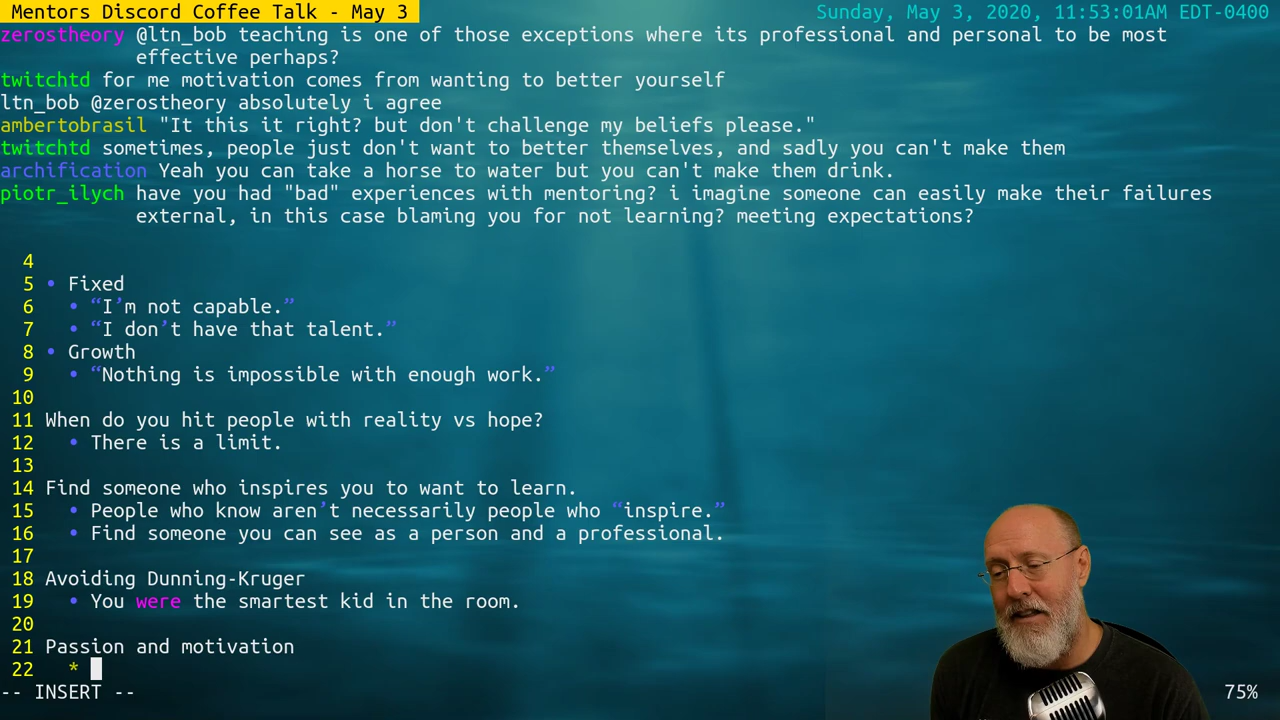 Mentors Discord Coffee Talk - May 3
Sunday, May 3, 2020, 11:53:01AM EDT-0400
zerostheory @ltn_bob teaching is one of those exceptions where its professional and personal to be most
effective perhaps?
twitchtd for me motivation comes from wanting to better yourself
ltn_bob @zerostheory absolutely i agree
ambertobrasil "It this it right? but don't challenge my beliefs please."
twitchtd sometimes, people just don't want to better themselves, and sadly you can't make them
archification Yeah you can take a horse to water but you can't make them drink.
piotr_ilych have you had "bad" experiences with mentoring? i imagine someone can easily make their failures
external, in this case blaming you for not learning? meeting expectations?
4
5 • Fixed
6 • “I’m not capable.”
7 • “I don’t have that talent.”
8 • Growth
9 • “Nothing is impossible with enough work.”
10
11 When do you hit people with reality vs hope?
12 • There is a limit.
13
14 Find someone who inspires you to want to learn.
15 • People who know aren’t necessarily people who “inspire.”
16 • Find someone you can see as a person and a professional.
17
18 Avoiding Dunning-Kruger
19 • You were the smartest kid in the room.
20
21 Passion and motivation
22 *
-- INSERT --
75%